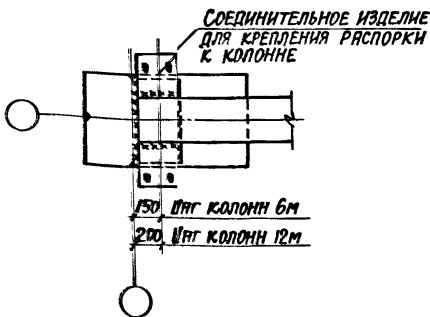 СОЕДИНИТЕЛЬНОЕ ИЗДЕЛИЕ
ДЛЯ КРЕПЛЕНИЯ РАСПОРКИ
К КОЛОННЕ
150 ШАГ КОЛОНН 6М
200 ШАГ КОЛОНН 12М